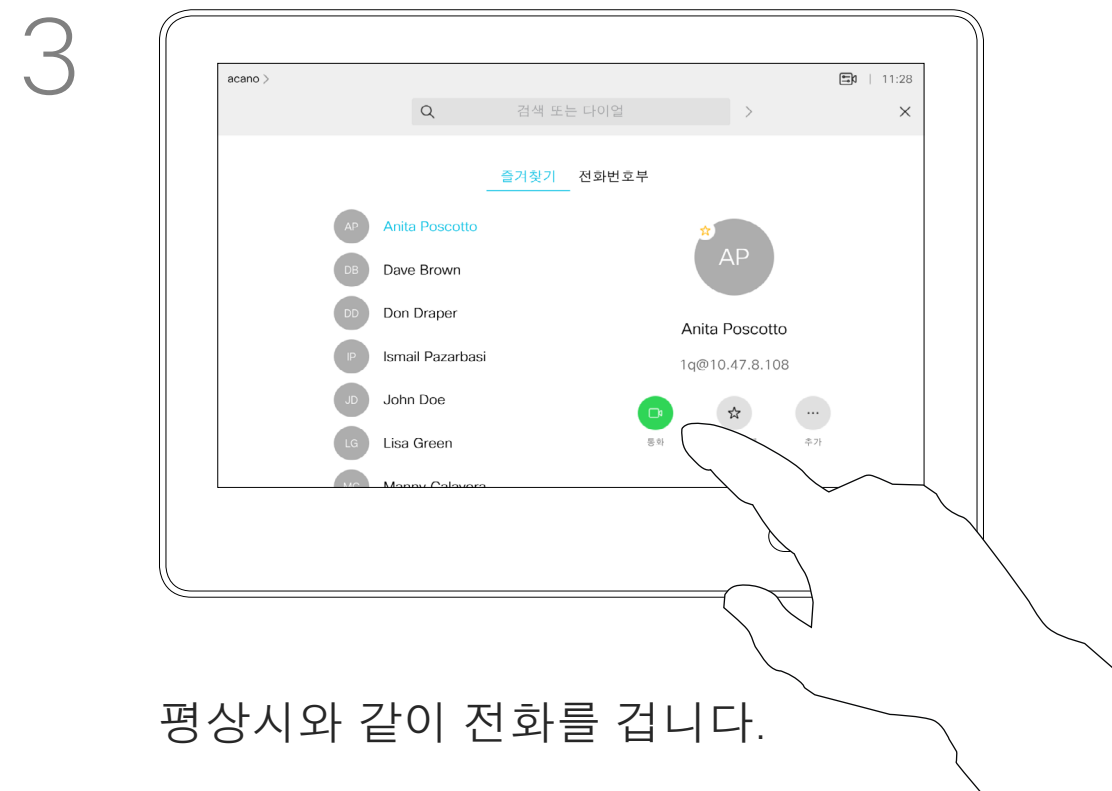 3
acano >
11:28
검색 또는 다이얼
즐겨찾기 전화번호부
AP Anita Poscotto
DB Dave Brown
DD Don Draper
IP Ismail Pazarbasi
JD John Doe
LG Lisa Green
MC Manny Calavera
AP
Anita Poscotto
1q@10.47.8.108
통화
추가
평상시와 같이 전화를 겁니다.